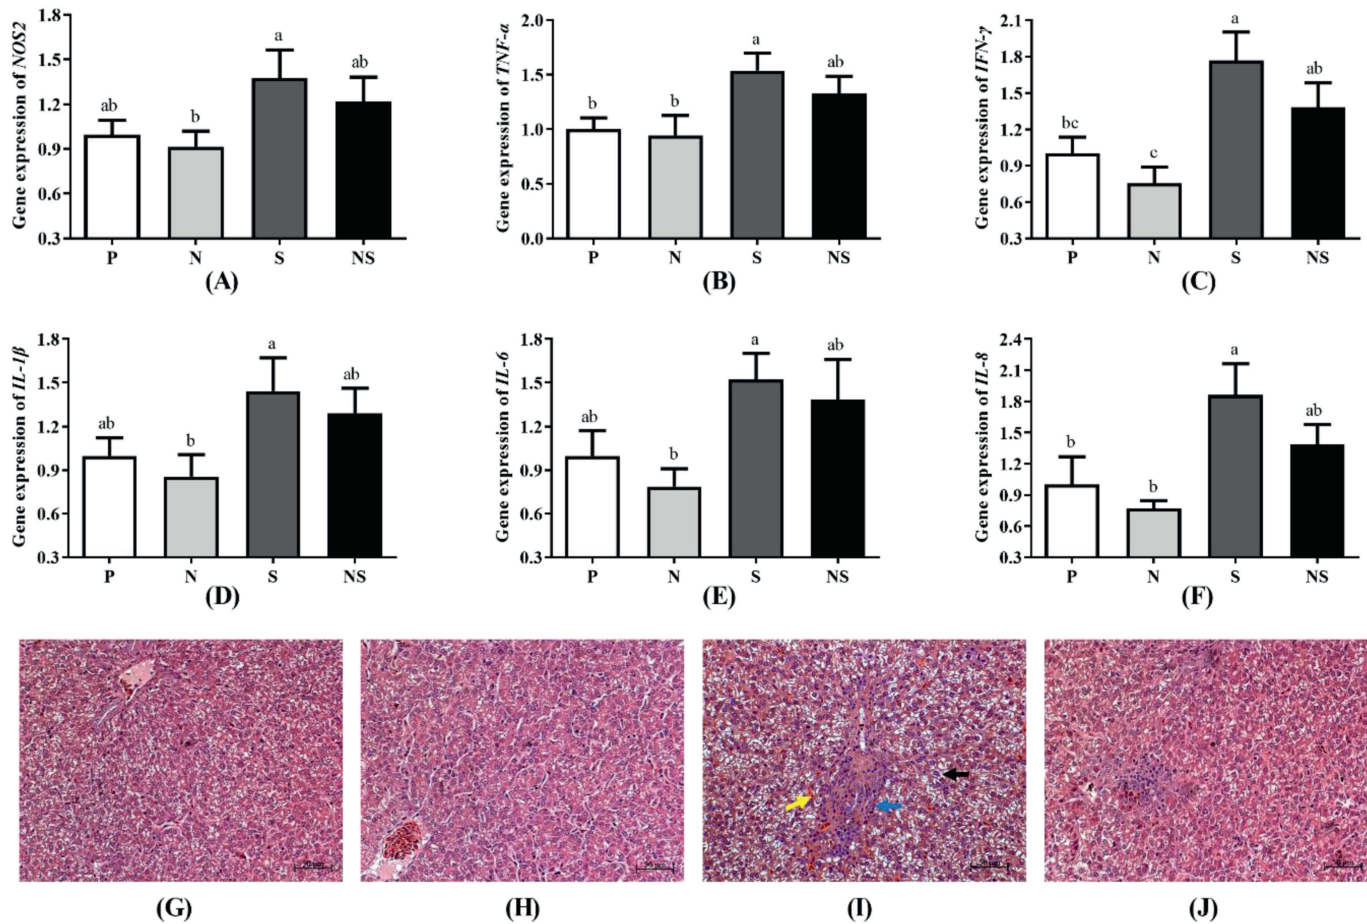 Gene expression of NOS2
1.8
1.5
1.2
0.9
0.6
0.3
ab
b
a
ab
P N S NS
(A)
Gene expression of TNF-α
2.0
1.5
1.0
0.5
0.0
b
b
a
ab
P N S NS
(B)
Gene expression of IFN-γ
2.1
1.8
1.5
1.2
0.9
0.6
0.3
bc
c
a
ab
P N S NS
(C)
Gene expression of IL-1β
1.8
1.5
1.2
0.9
0.6
0.3
ab
b
a
ab
P N S NS
(D)
Gene expression of IL-6
1.8
1.5
1.2
0.9
0.6
0.3
ab
b
a
ab
P N S NS
(E)
Gene expression of IL-8
2.4
2.1
1.8
1.5
1.2
0.9
0.6
0.3
b
b
a
ab
P N S NS
(F)
(G) (H) (I) (J)